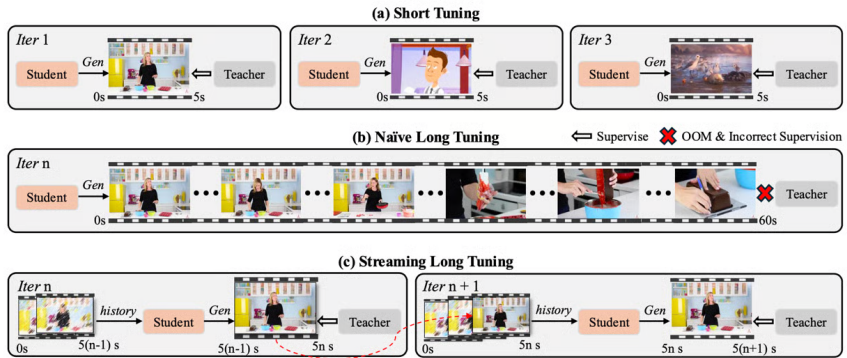 (a) Short Tuning
Iter 1
Student
Gen
Teacher
0s
5s
Iter 2
Student
Gen
Teacher
0s
5s
Iter 3
Student
Gen
Teacher
0s
5s
(b) Naïve Long Tuning
Supervise
OOM & Incorrect Supervision
Iter n
Student
Gen
Teacher
0s
60s
(c) Streaming Long Tuning
Iter n
history
Student
Gen
Teacher
0s
5(n-1) s
5(n-1) s
5n s
Iter n + 1
history
Student
Gen
Teacher
0s
5n s
5n s
5(n+1) s